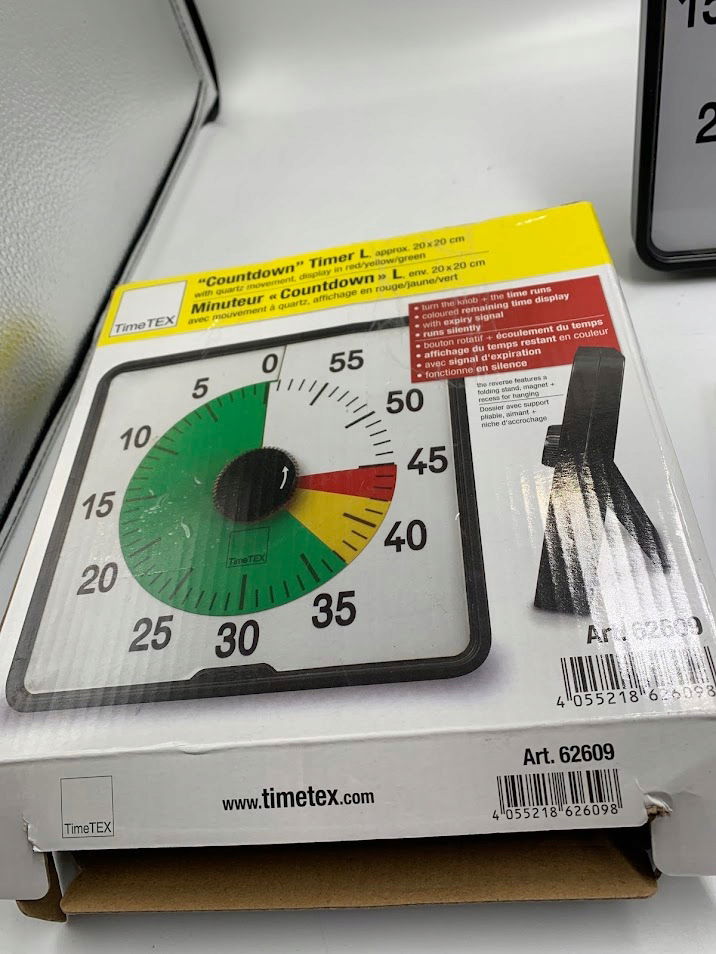 "Countdown" Timer L, approx. 20x20 cm
with quartz movement, display in red/yellow/green
Minuteur « Countdown » L, env. 20x20 cm
avec mouvement à quartz, affichage en rouge/jaune/vert
TimeTEX
• turn the knob + the time runs
• coloured remaining time display
• with expiry signal
• runs silently
• bouton rotatif + écoulement du temps
• affichage du temps restant en couleur
• avec signal d'expiration
• fonctionne en silence
the reverse features a
folding stand, magnet +
recess for hanging
Dossier avec support
pliable, aimant +
niche d'accrochage
0
55
50
45
40
35
30
25
20
15
10
5
TimeTEX
Art. 62609
4 055218 626098
Art. 62609
4 055218 626098
www.timetex.com
TimeTEX
15
2